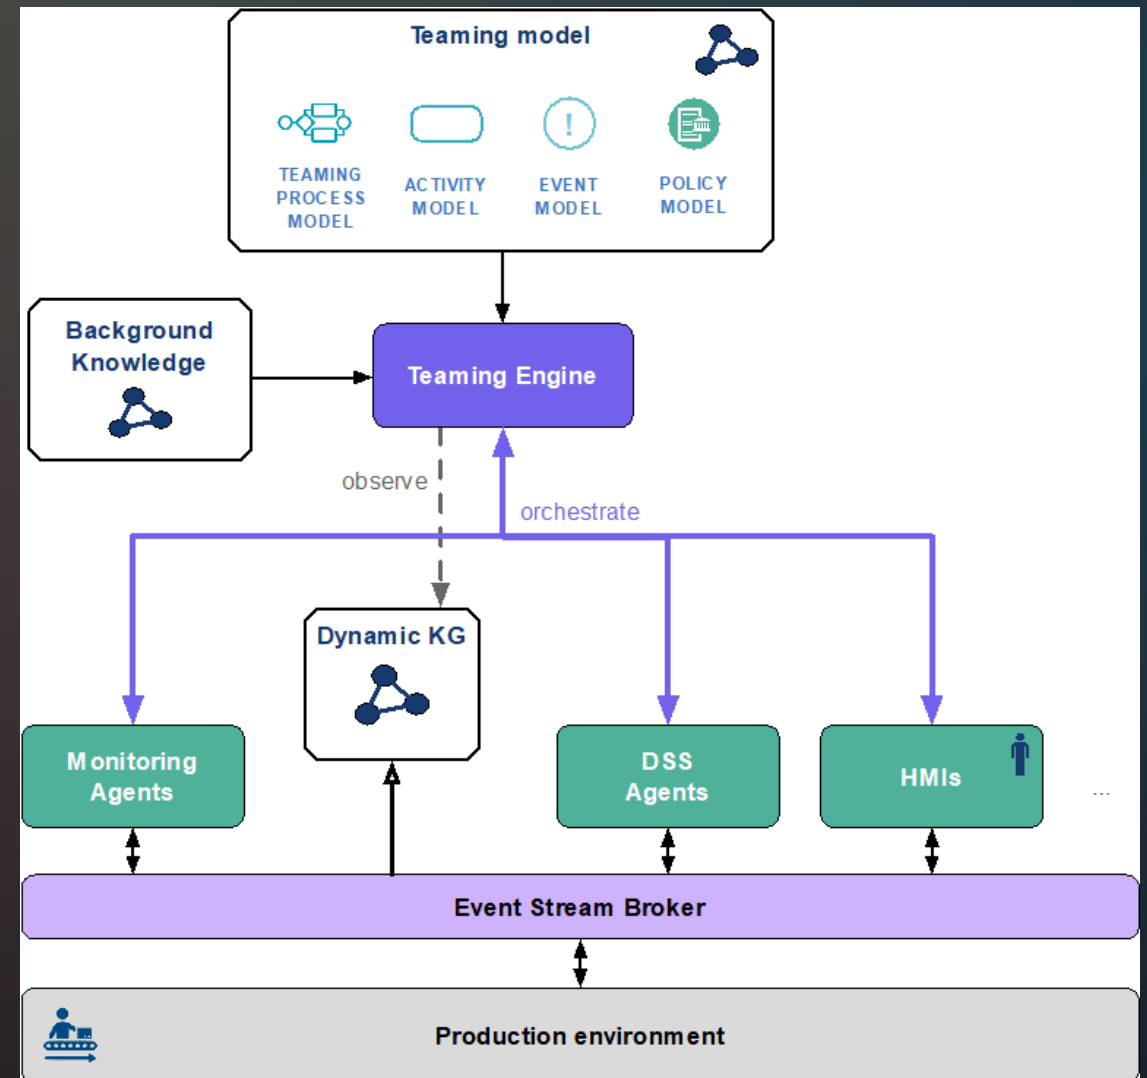 Teaming model
!
TEAMING
PROCESS
MODEL
ACTIVITY
MODEL
EVENT
MODEL
POLICY
MODEL
Background
Knowledge
Teaming Engine
observe
orchestrate
Dynamic KG
Monitoring
Agents
DSS
Agents
HMIs
...
Event Stream Broker
Production environment